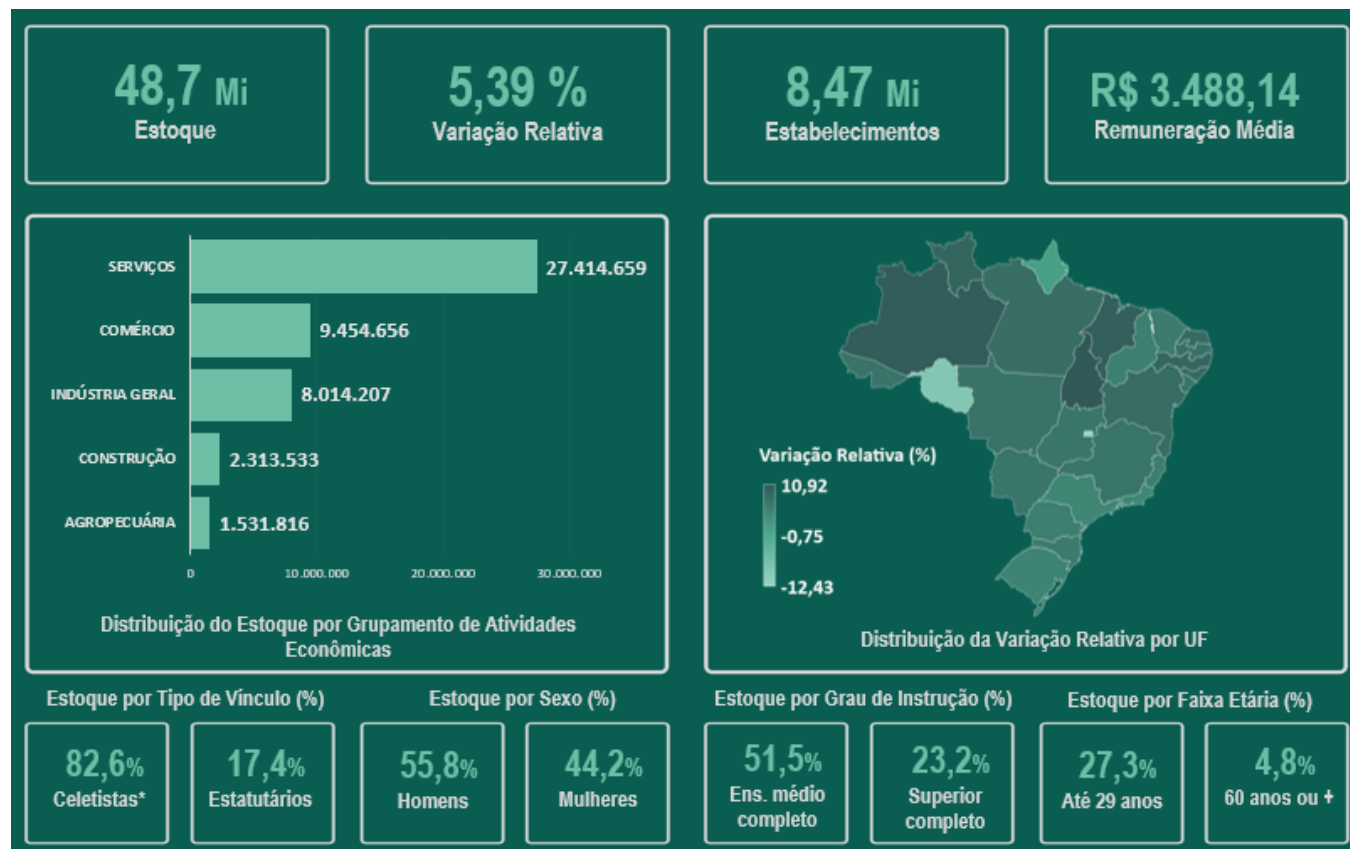 48,7 Mi
Estoque
5,39 %
Variação Relativa
8,47 Mi
Estabelecimentos
R$ 3.488,14
Remuneração Média
SERVIÇOS
27.414.659
COMÉRCIO
9.454.656
INDÚSTRIA GERAL
8.014.207
CONSTRUÇÃO
2.313.533
AGROPECUÁRIA
1.531.816
0
10.000.000
20.000.000
30.000.000
Distribuição do Estoque por Grupamento de Atividades
Econômicas
Variação Relativa (%)
10,92
-0,75
-12,43
Distribuição da Variação Relativa por UF
Estoque por Tipo de Vínculo (%)
82,6%
Celetistas*
17,4%
Estatutários
Estoque por Sexo (%)
55,8%
Homens
44,2%
Mulheres
Estoque por Grau de Instrução (%)
51,5%
Ens. médio
completo
23,2%
Superior
completo
Estoque por Faixa Etária (%)
27,3%
Até 29 anos
4,8%
60 anos ou +